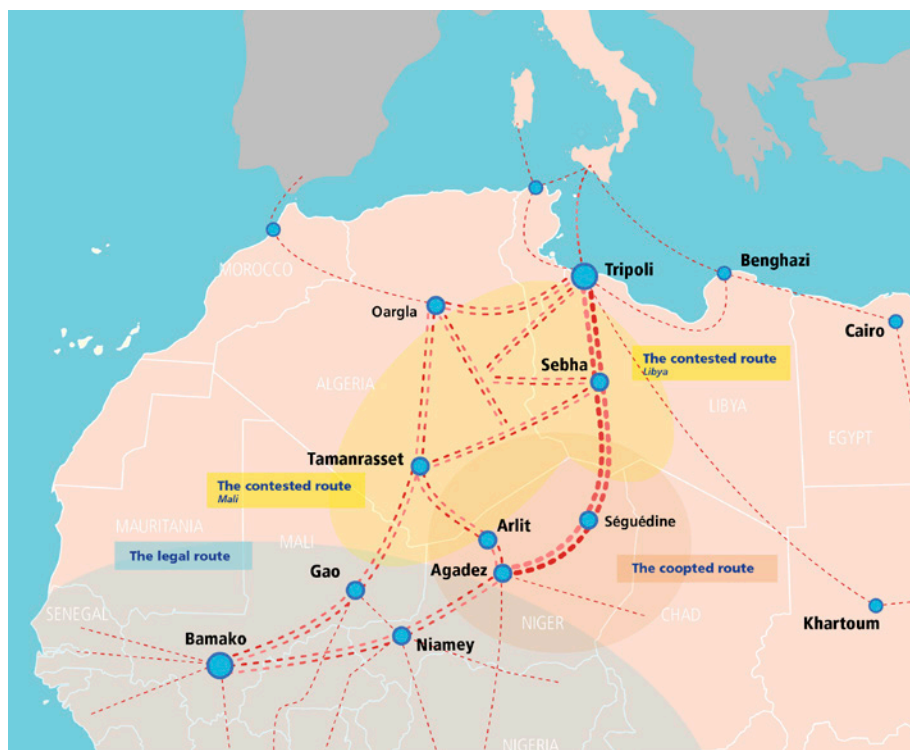 Tripoli
Benghazi
MOROCCO
Oargla
Cairo
The contested route
Libya
Sebha
ALGERIA
LIBYA
EGYPT
Tamanrasset
The contested route
Mali
Séguédine
MAURITANIA
Arlit
MALI
The legal route
Gao
Agadez
The coopted route
SENEGAL
NIGER
CHAD
Khartoum
Bamako
Niamey
NIGERIA